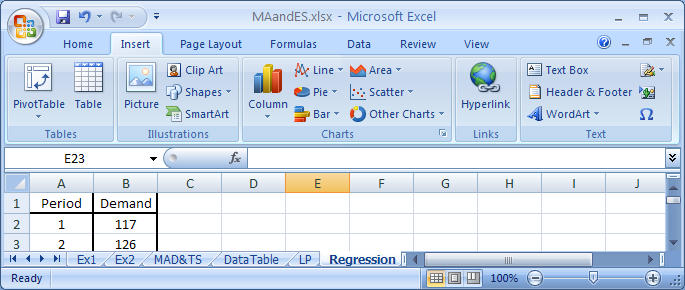 MAandES.xlsx - Microsoft Excel
Home Insert Page Layout Formulas Data Review View
PivotTable Table Picture Clip Art Shapes SmartArt Column Line Pie Bar Area Scatter Other Charts Hyperlink Text Box Header & Footer WordArt Ω
Tables Illustrations Charts Links Text
E23 fx
A B C D E F G H I J
1 Period Demand
2 1 117
3 2 126
Ex1 Ex2 MAD&TS DataTable LP Regression
Ready 100%